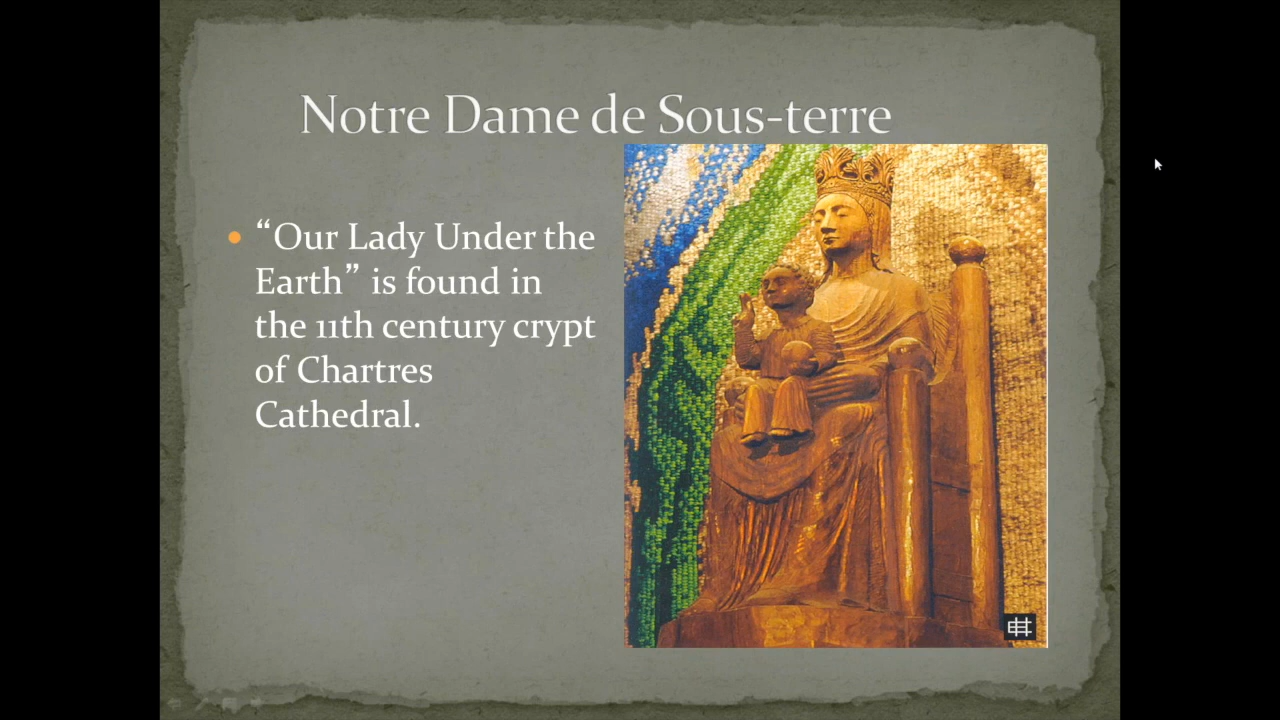 Notre Dame de Sous-terre
“Our Lady Under the
Earth” is found in
the 11th century crypt
of Chartres
Cathedral.